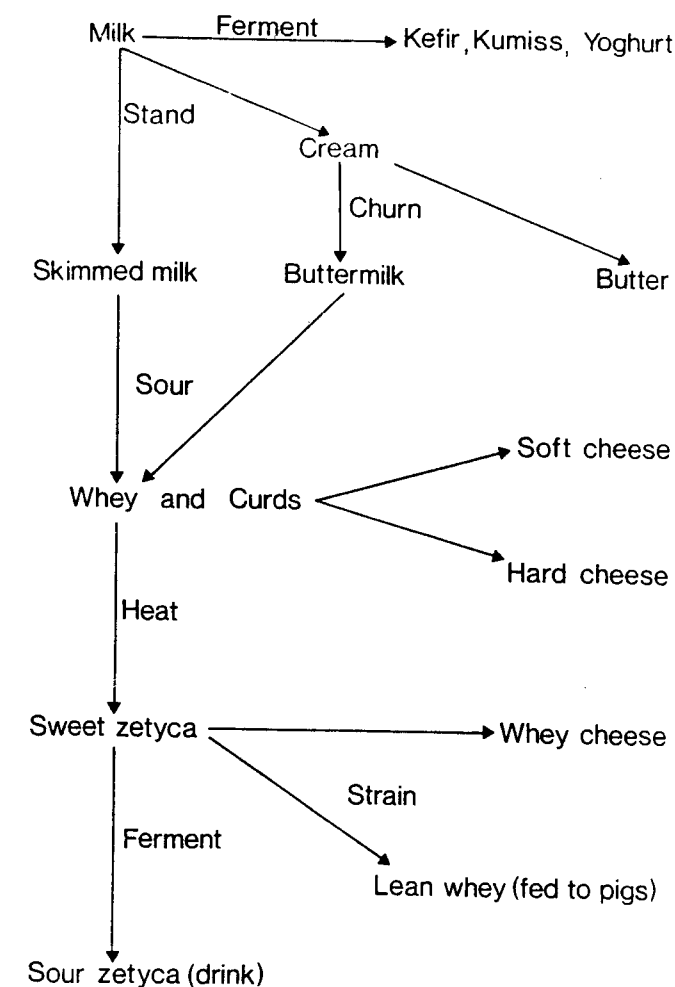 Milk
Ferment
Kefir, Kumiss, Yoghurt
Stand
Cream
Churn
Skimmed milk
Buttermilk
Butter
Sour
Soft cheese
Whey and Curds
Hard cheese
Heat
Sweet zetyca
Whey cheese
Strain
Ferment
Lean whey (fed to pigs)
Sour zetyca (drink)